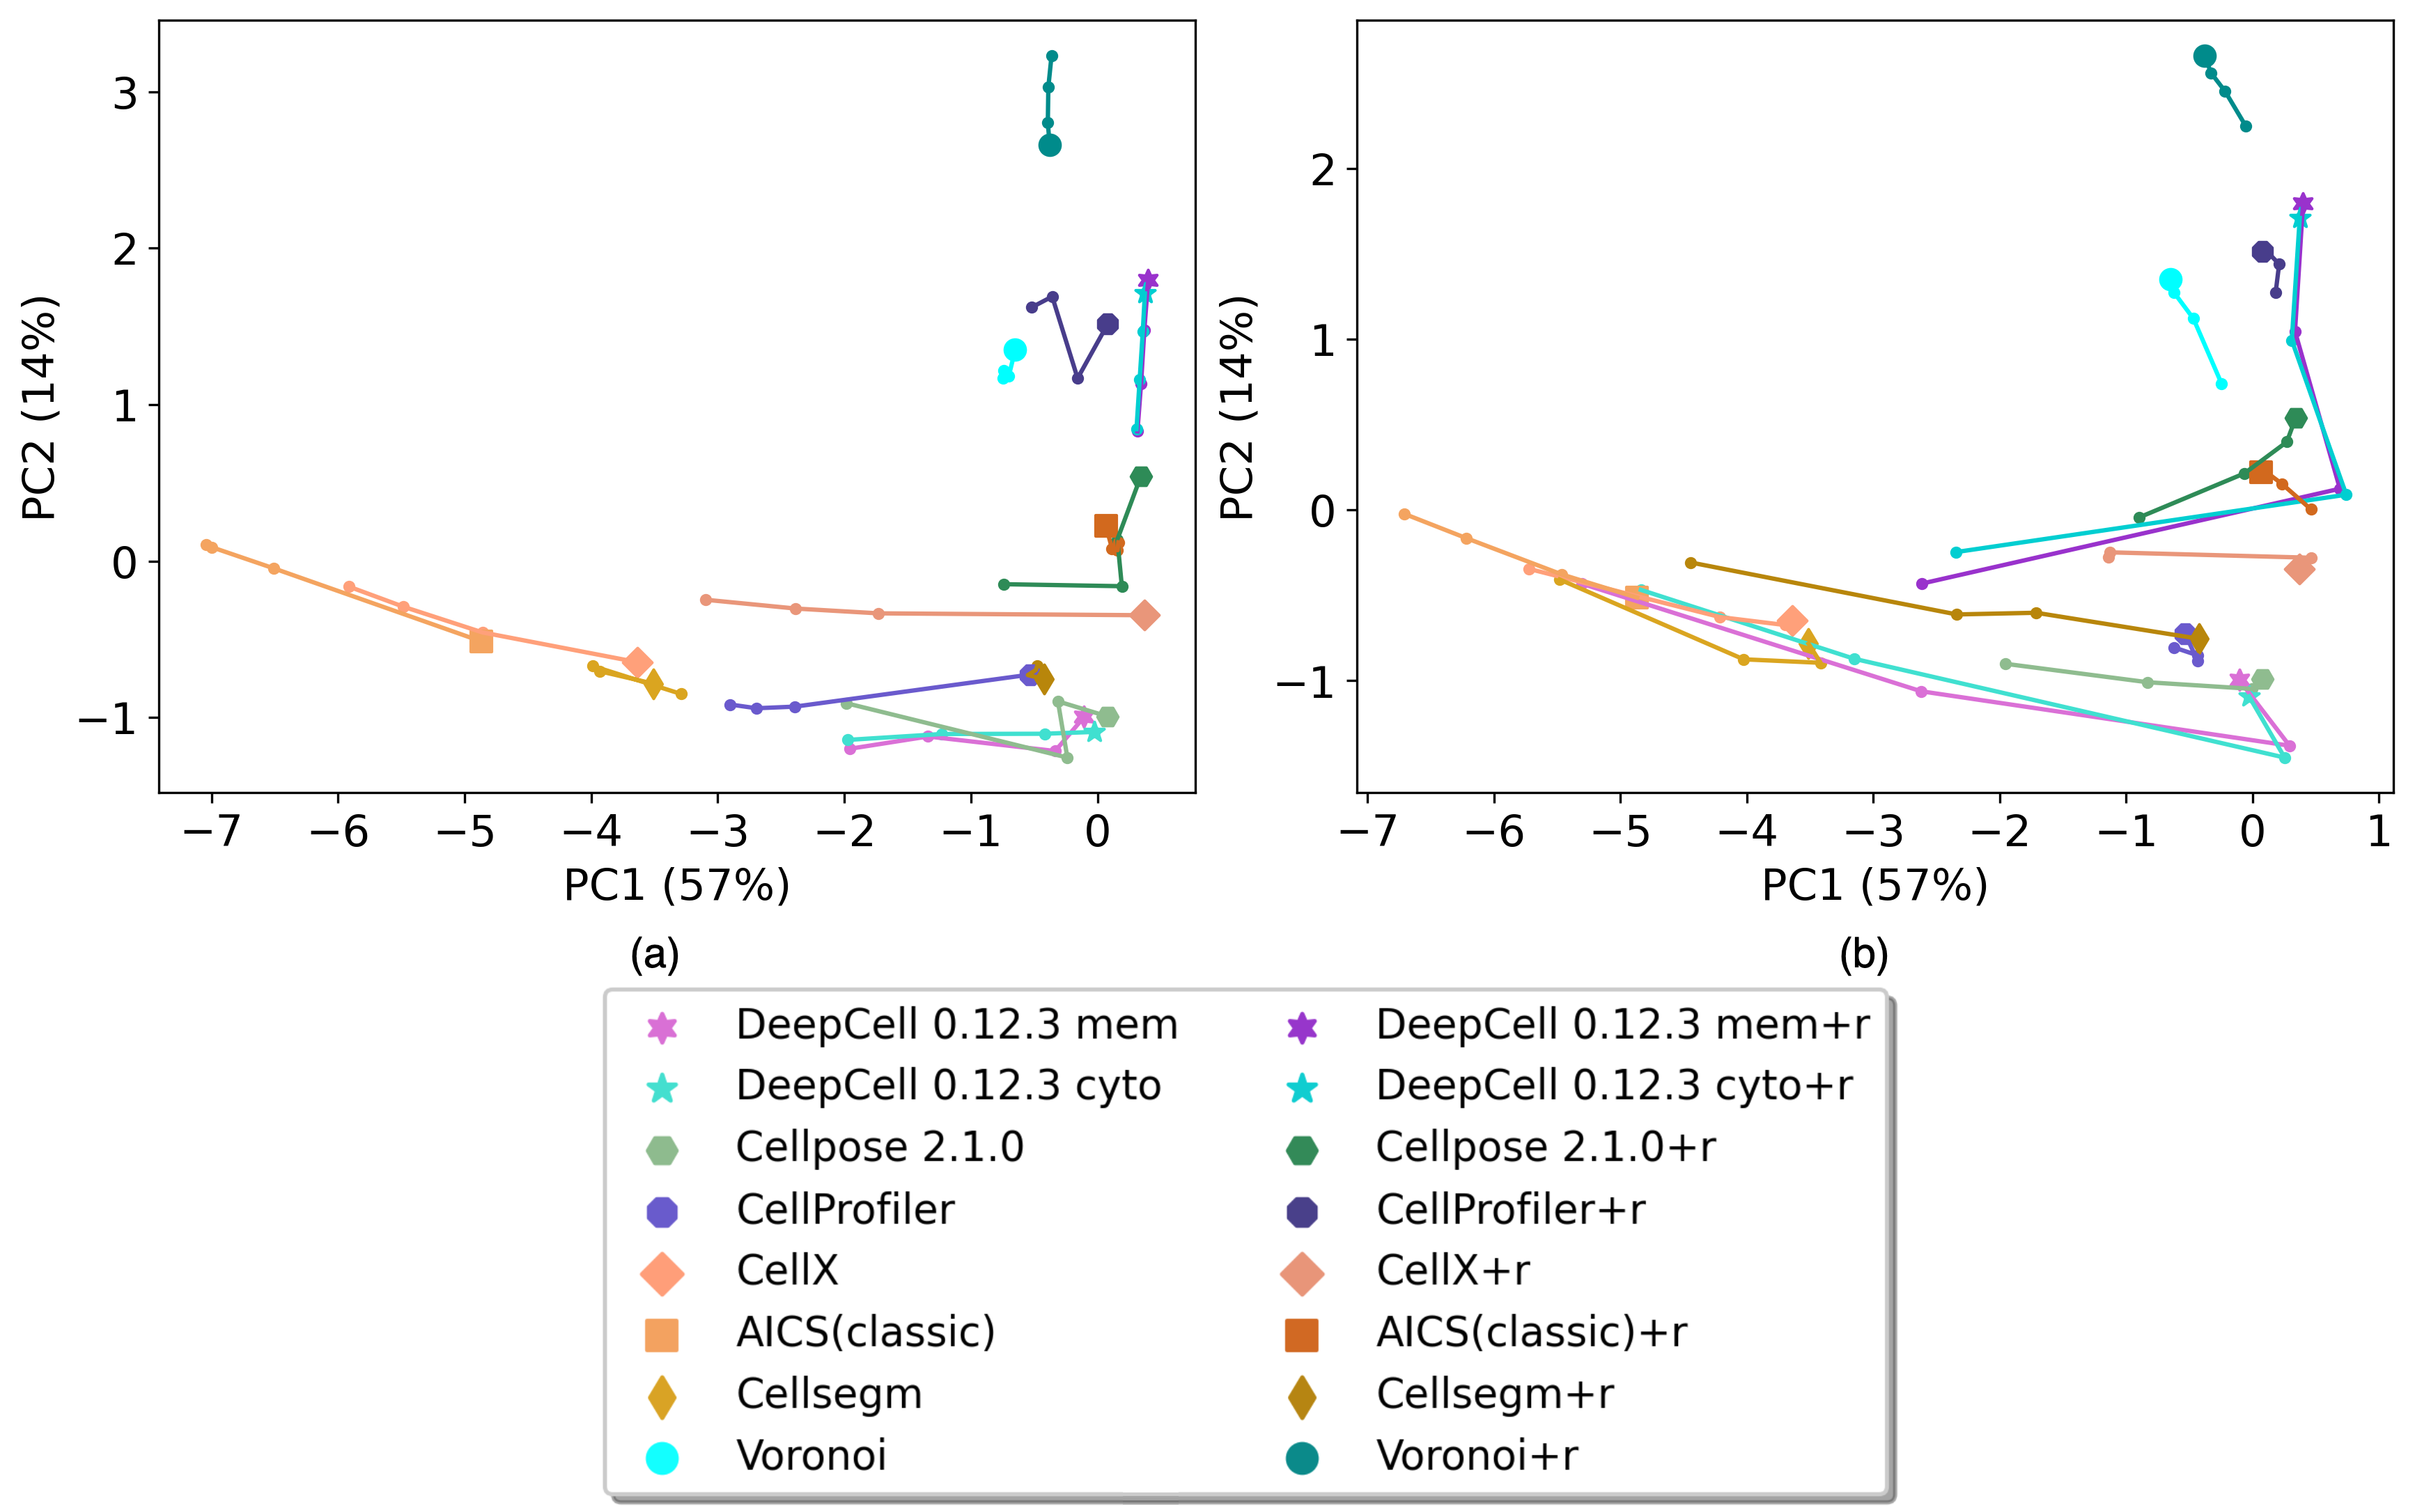 3
2
1
0
−1
PC2 (14%)
−7 −6 −5 −4 −3 −2 −1 0
PC1 (57%)
(a)
2
1
0
−1
PC2 (14%)
−7 −6 −5 −4 −3 −2 −1 0 1
PC1 (57%)
(b)
DeepCell 0.12.3 mem
DeepCell 0.12.3 cyto
Cellpose 2.1.0
CellProfiler
CellX
AICS(classic)
Cellsegm
Voronoi
DeepCell 0.12.3 mem+r
DeepCell 0.12.3 cyto+r
Cellpose 2.1.0+r
CellProfiler+r
CellX+r
AICS(classic)+r
Cellsegm+r
Voronoi+r